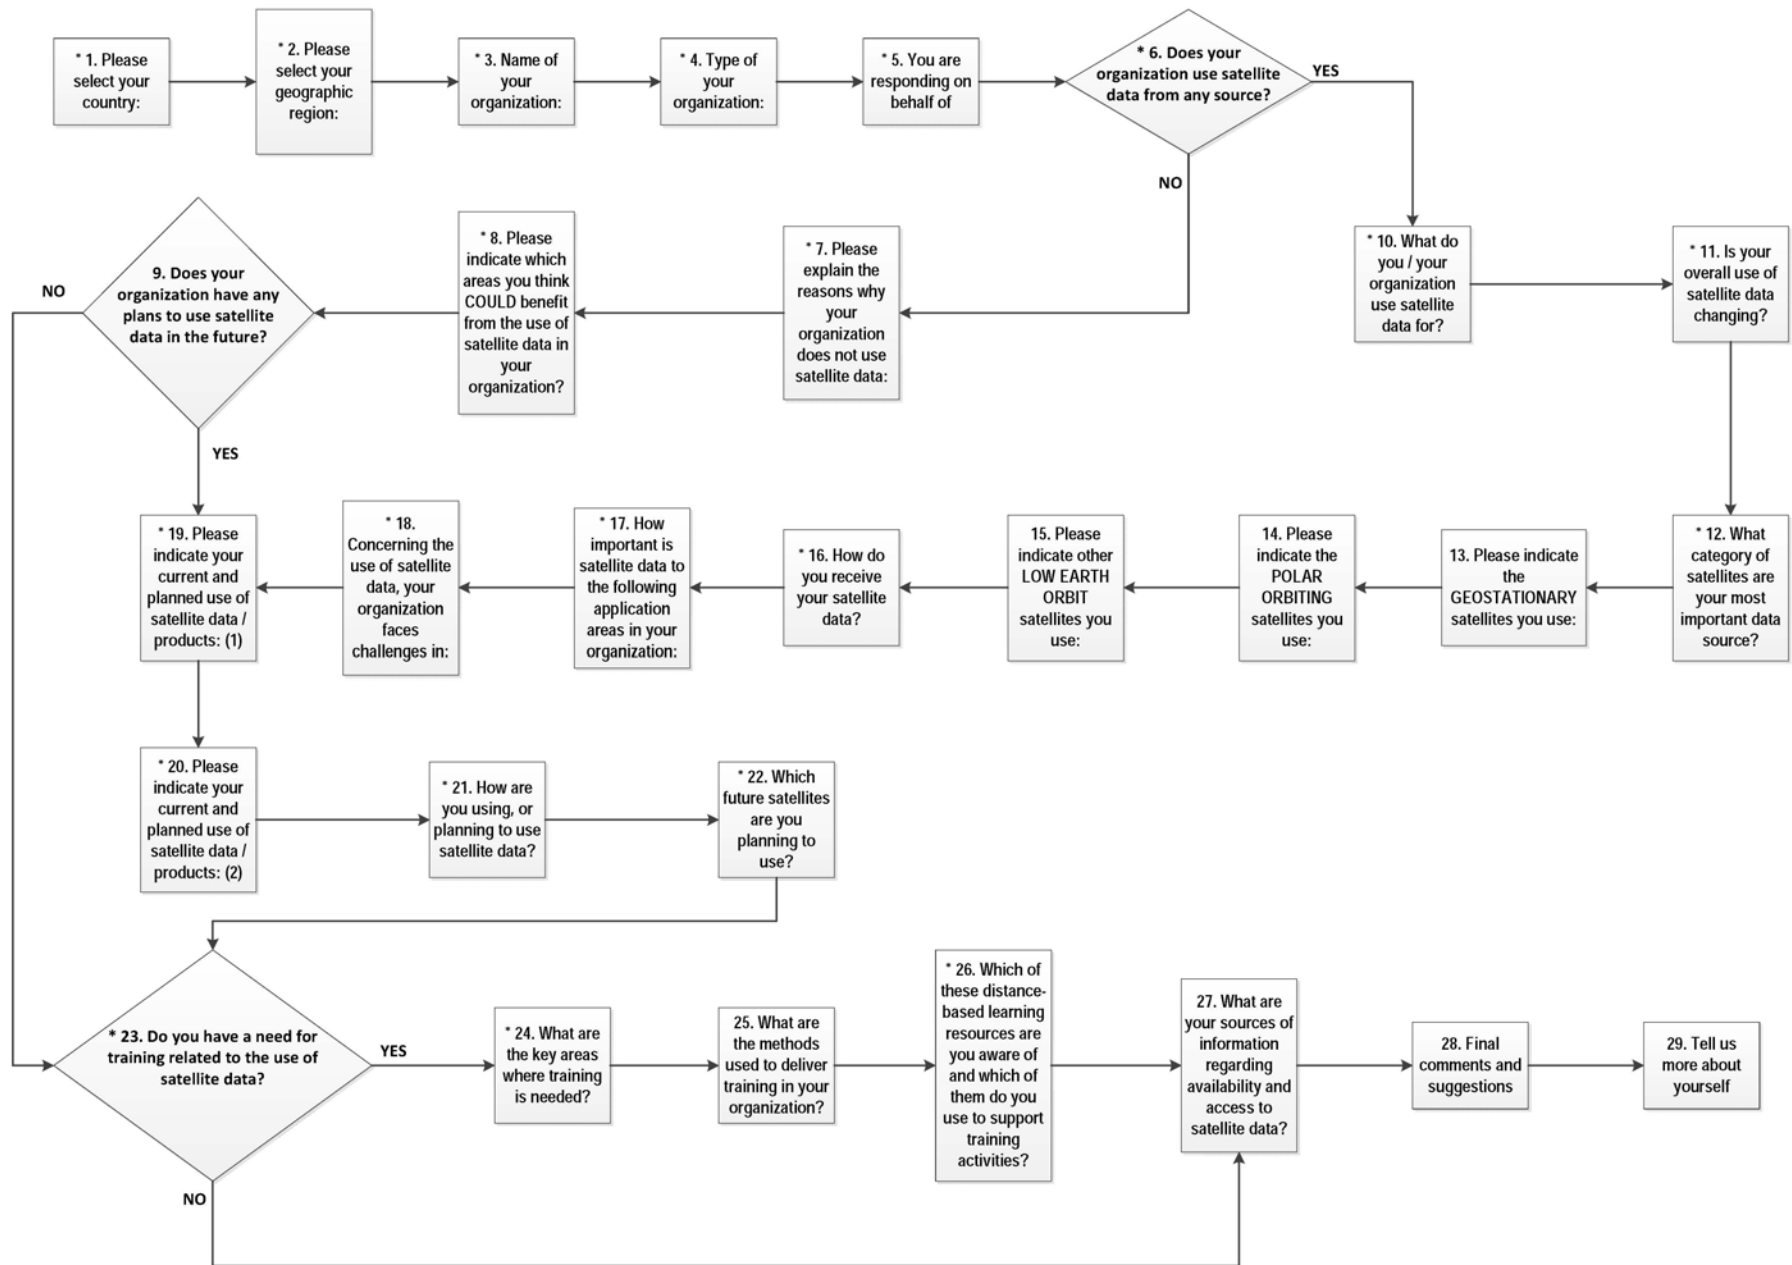 * 1. Please
select your
country:
* 2. Please
select your
geographic
region:
* 3. Name of
your
organization:
* 4. Type of
your
organization:
* 5. You are
responding on
behalf of
* 6. Does your
organization use satellite
data from any source?
YES
NO
* 7. Please
explain the
reasons why
your
organization
does not use
satellite data:
* 8. Please
indicate which
areas you think
COULD benefit
from the use of
satellite data in
your
organization?
9. Does your
organization have any
plans to use satellite
data in the future?
NO
YES
* 10. What do
you / your
organization
use satellite
data for?
* 11. Is your
overall use of
satellite data
changing?
* 12. What
category of
satellites are
your most
important data
source?
13. Please indicate
the
GEOSTATIONARY
satellites you use:
14. Please
indicate the
POLAR
ORBITING
satellites you
use:
15. Please
indicate other
LOW EARTH
ORBIT
satellites you
use:
* 16. How do
you receive
your satellite
data?
* 17. How
important is
satellite data to
the following
application
areas in your
organization:
* 18.
Concerning the
use of satellite
data, your
organization
faces
challenges in:
* 19. Please
indicate your
current and
planned use of
satellite data /
products: (1)
* 20. Please
indicate your
current and
planned use of
satellite data /
products: (2)
* 21. How are
you using, or
planning to use
satellite data?
* 22. Which
future satellites
are you
planning to
use?
* 23. Do you have a need for
training related to the use of
satellite data?
YES
NO
* 24. What are
the key areas
where training
is needed?
25. What are
the methods
used to deliver
training in your
organization?
* 26. Which of
these distance-
based learning
resources are
you aware of
and which of
them do you
use to support
training
activities?
27. What are
your sources of
information
regarding
availability and
access to
satellite data?
28. Final
comments and
suggestions
29. Tell us
more about
yourself